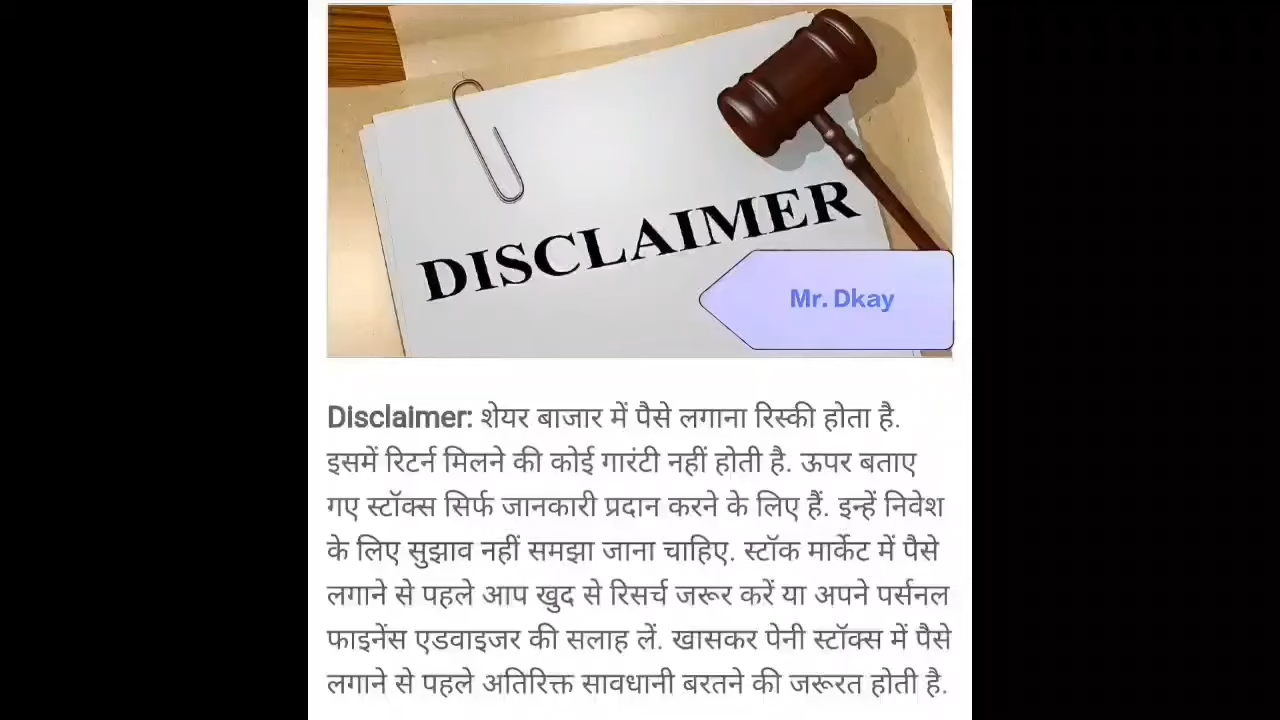 DISCLAIMER
Mr. Dkay
Disclaimer: शेयर बाजार में पैसे लगाना रिस्की होता है.
इसमें रिटर्न मिलने की कोई गारंटी नहीं होती है. ऊपर बताए
गए स्टॉक्स सिर्फ जानकारी प्रदान करने के लिए हैं. इन्हें निवेश
के लिए सुझाव नहीं समझा जाना चाहिए. स्टॉक मार्केट में पैसे
लगाने से पहले आप खुद से रिसर्च जरूर करें या अपने पर्सनल
फाइनेंस एडवाइजर की सलाह लें. खासकर पेनी स्टॉक्स में पैसे
लगाने से पहले अतिरिक्त सावधानी बरतने की जरूरत होती है.